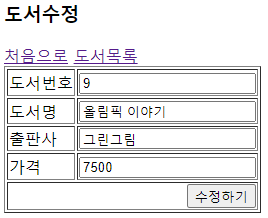 도서수정
처음으로 도서목록
도서번호 9
도서명 올림픽 이야기
출판사 그린그림
가격 7500
수정하기